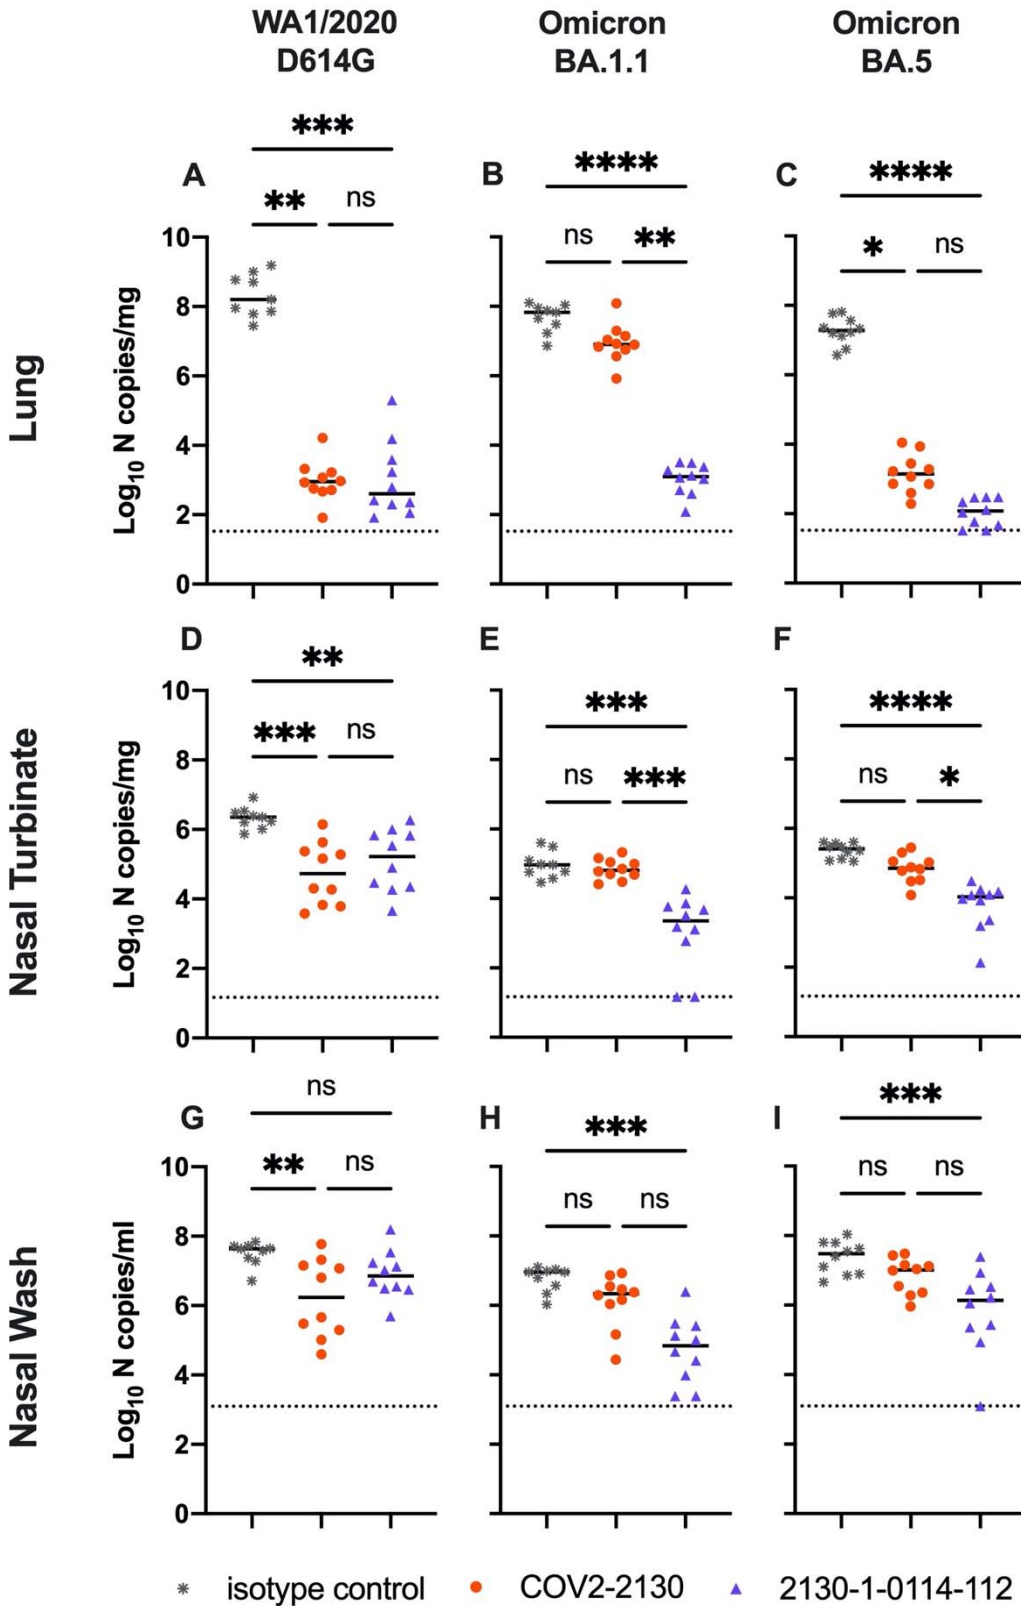 WA1/2020
D614G
Omicron
BA.1.1
Omicron
BA.5
Lung
A
***
**
ns
Log10 N copies/mg
10
8
6
4
2
0
B
****
ns
**
C
****
*
ns
Nasal Turbinate
D
**
***
ns
Log10 N copies/mg
10
8
6
4
2
0
E
***
ns
***
F
****
ns
*
Nasal Wash
G
ns
**
ns
Log10 N copies/ml
10
8
6
4
2
0
H
***
ns
ns
I
***
ns
ns
isotype control
COV2-2130
2130-1-0114-112